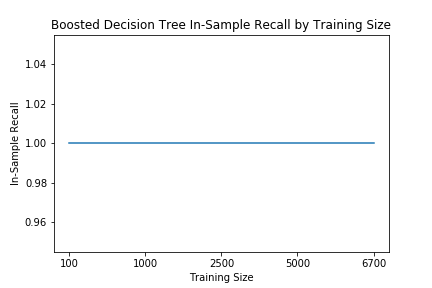 Boosted Decision Tree In-Sample Recall by Training Size
1.04
1.02
1.00
0.98
0.96
In-Sample Recall
100 1000 2500 5000 6700
Training Size